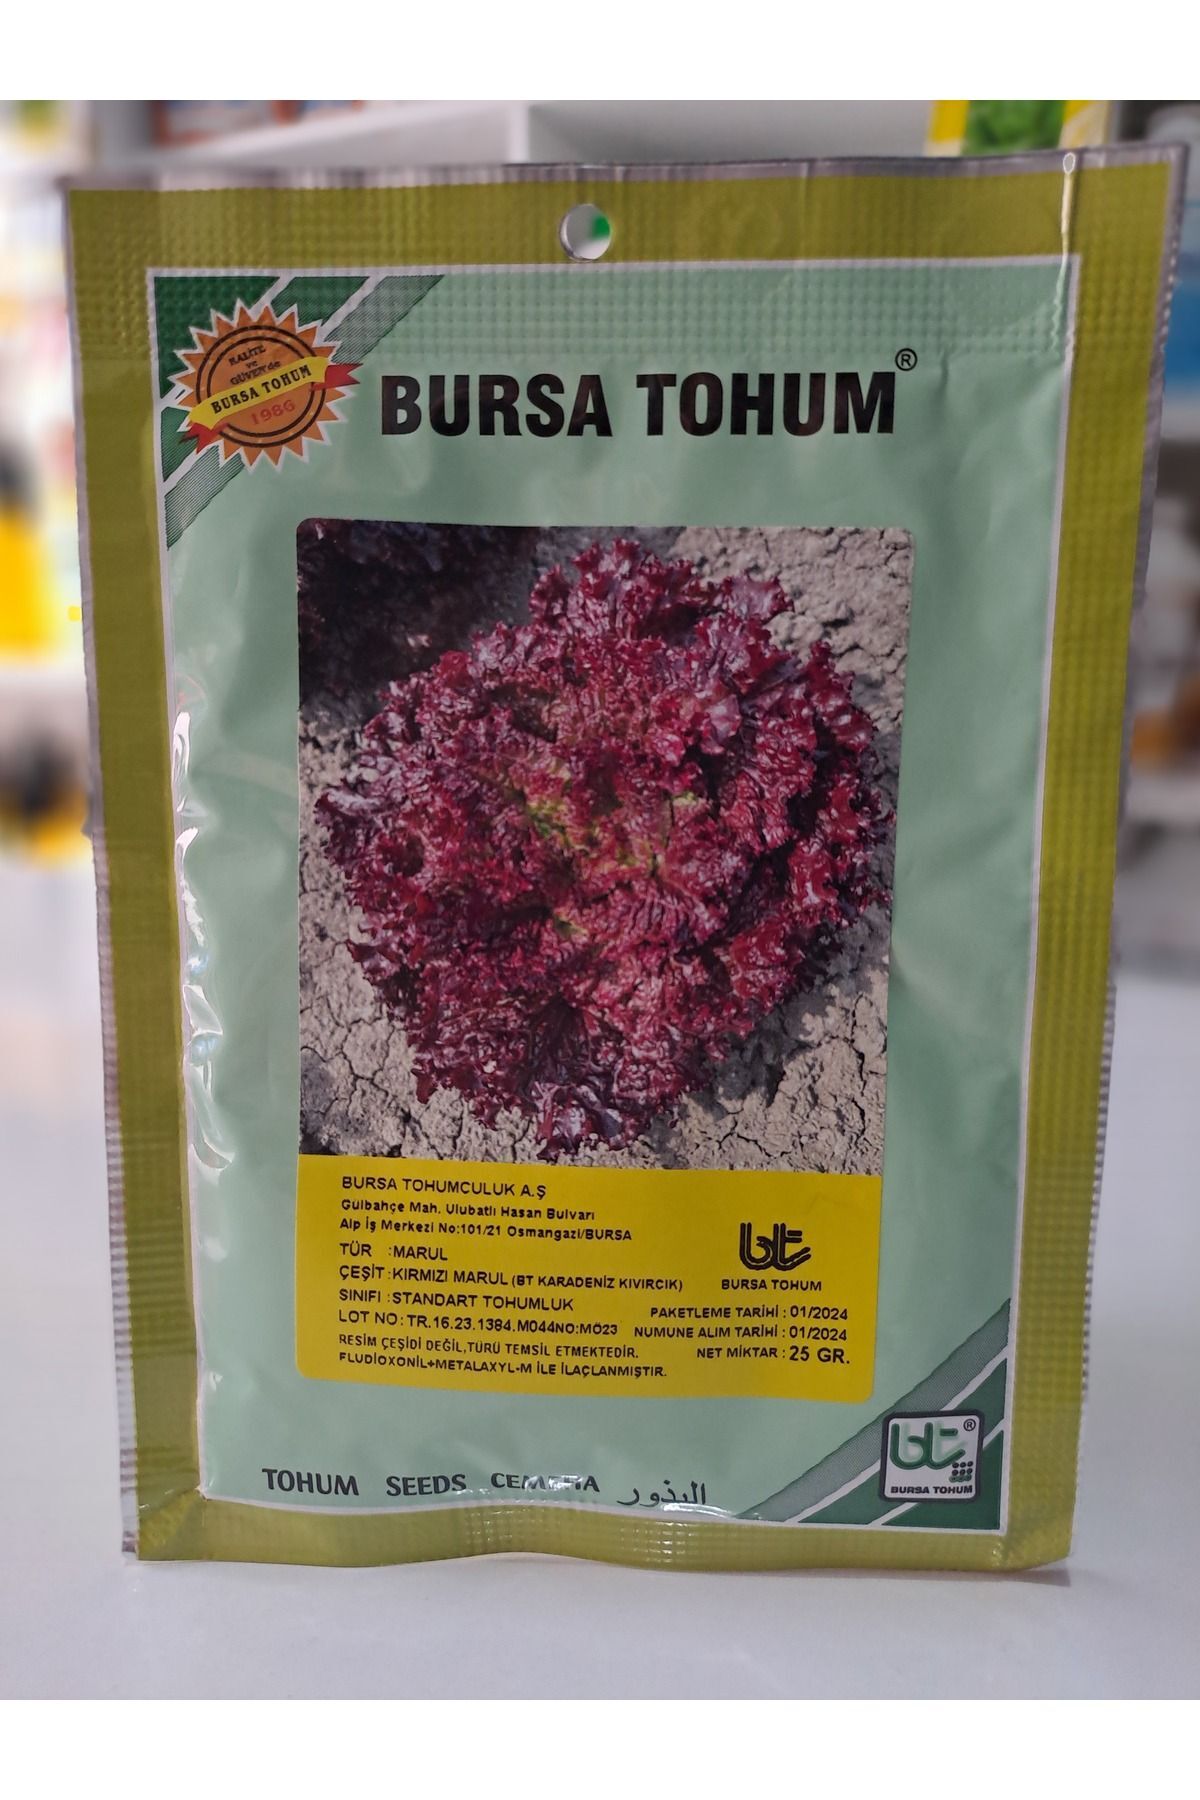 KALİTE
ve
GÜVEN'de
BURSA TOHUM
1986
BURSA TOHUM®
BURSA TOHUMCULUK A.Ş
Gülbahçe Mah. Ulubatlı Hasan Bulvarı
Alp İş Merkezi No:101/21 Osmangazi/BURSA
TÜR :MARUL
ÇEŞİT :KIRMIZI MARUL (BT KARADENİZ KIVIRCIK)
SINIFI :STANDART TOHUMLUK
LOT NO :TR.16.23.1384.M044NO:MÖ23
RESİM ÇEŞİDİ DEĞİL,TÜRÜ TEMSİL ETMEKTEDİR.
FLUDİOXONİL+METALAXYL-M İLE İLAÇLANMIŞTIR.
bt
BURSA TOHUM
PAKETLEME TARİHİ : 01/2024
NUMUNE ALIM TARİHİ : 01/2024
NET MİKTAR : 25 GR.
TOHUM SEEDS البذور
bt®
BURSA TOHUM